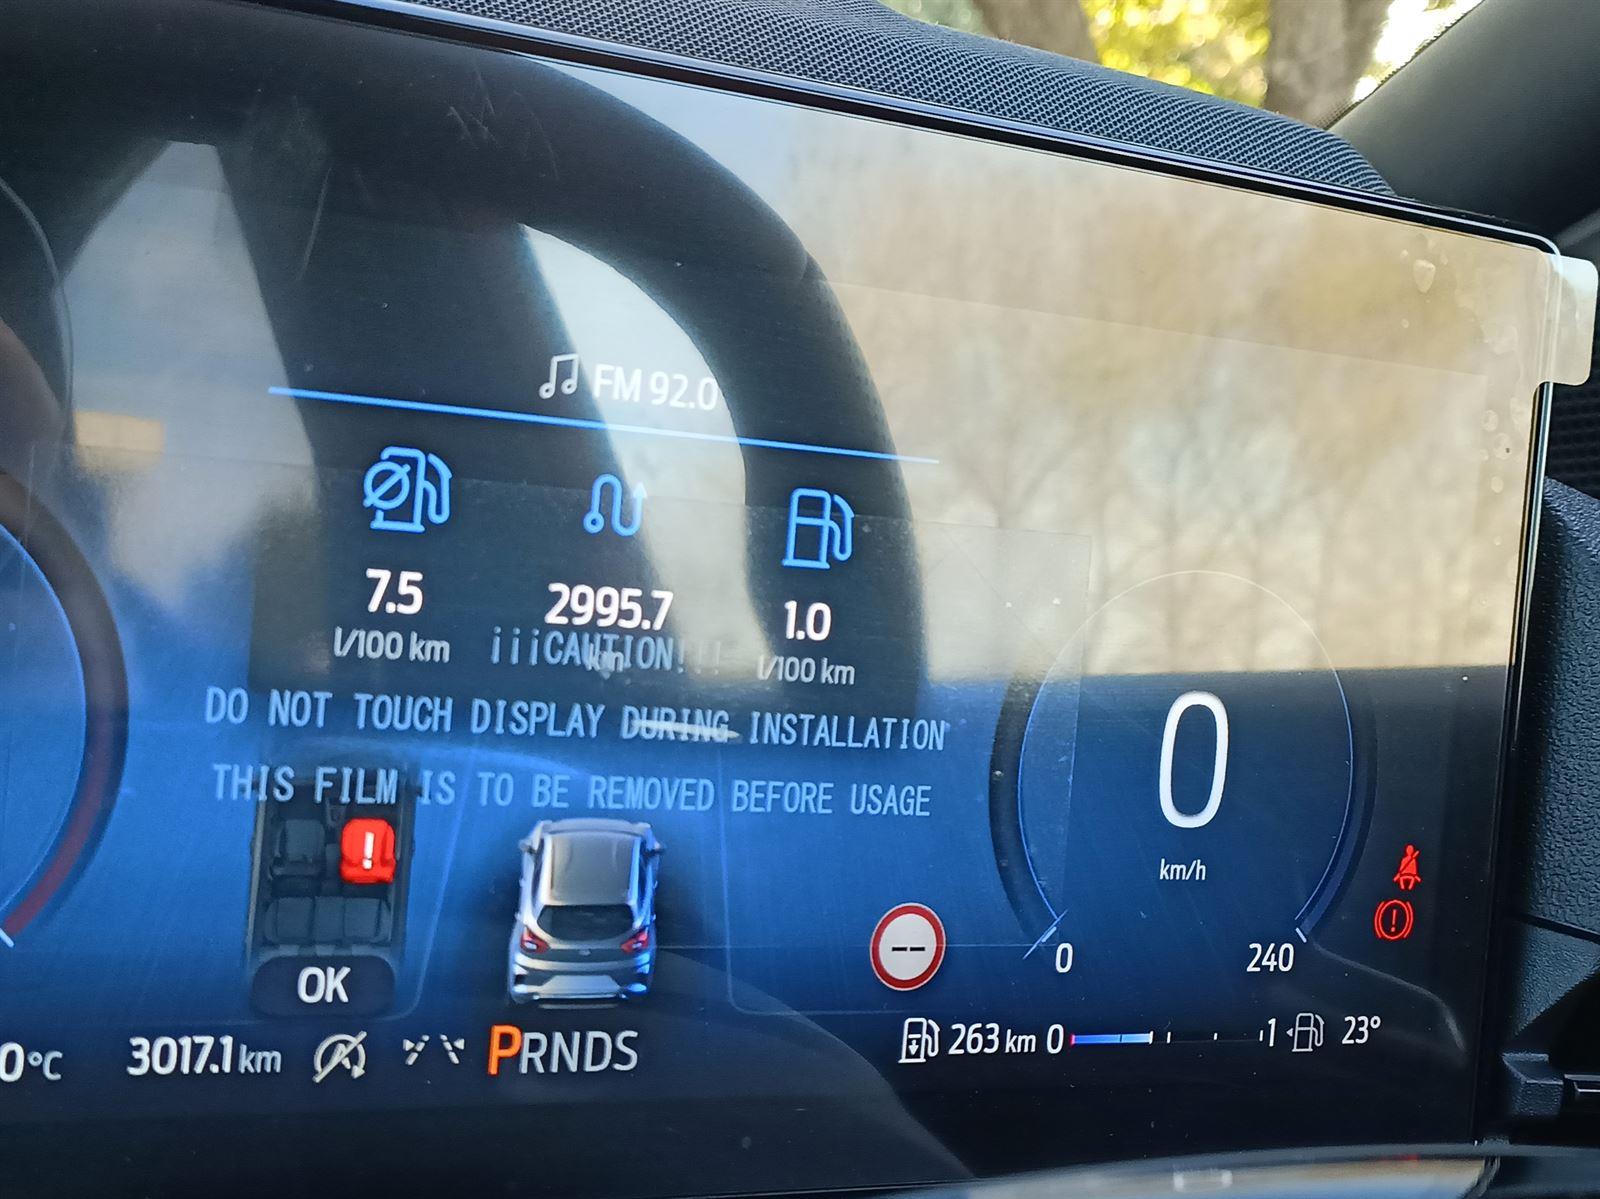 FM 92.0
7.5 2995.7 1.0
l/100 km km l/100 km
¡¡¡CAUTION!!!
DO NOT TOUCH DISPLAY DURING INSTALLATION
THIS FILM IS TO BE REMOVED BEFORE USAGE
0
km/h
!
--
!
0 240
OK
0°C 3017.1 km A PRNDS 263 km 0 1 23°